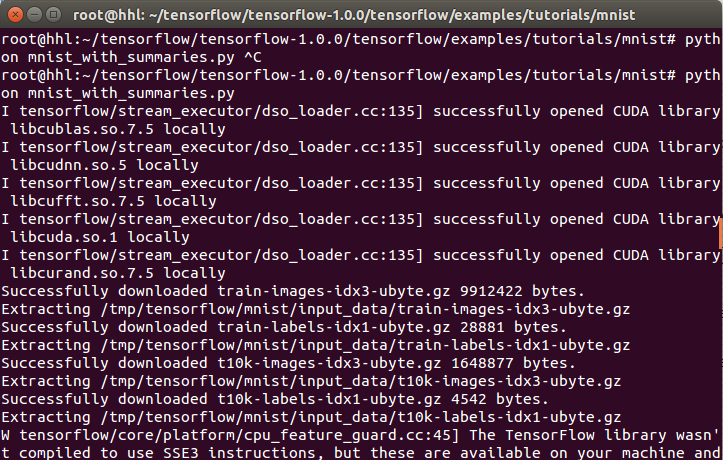 root@hhl: ~/tensorflow/tensorflow-1.0.0/tensorflow/examples/tutorials/mnist
root@hhl:~/tensorflow/tensorflow-1.0.0/tensorflow/examples/tutorials/mnist# pyth
on mnist_with_summaries.py ^C
root@hhl:~/tensorflow/tensorflow-1.0.0/tensorflow/examples/tutorials/mnist# pyth
on mnist_with_summaries.py
I tensorflow/stream_executor/dso_loader.cc:135] successfully opened CUDA library
 libcublas.so.7.5 locally
I tensorflow/stream_executor/dso_loader.cc:135] successfully opened CUDA library
 libcudnn.so.5 locally
I tensorflow/stream_executor/dso_loader.cc:135] successfully opened CUDA library
 libcufft.so.7.5 locally
I tensorflow/stream_executor/dso_loader.cc:135] successfully opened CUDA library
 libcuda.so.1 locally
I tensorflow/stream_executor/dso_loader.cc:135] successfully opened CUDA library
 libcurand.so.7.5 locally
Successfully downloaded train-images-idx3-ubyte.gz 9912422 bytes.
Extracting /tmp/tensorflow/mnist/input_data/train-images-idx3-ubyte.gz
Successfully downloaded train-labels-idx1-ubyte.gz 28881 bytes.
Extracting /tmp/tensorflow/mnist/input_data/train-labels-idx1-ubyte.gz
Successfully downloaded t10k-images-idx3-ubyte.gz 1648877 bytes.
Extracting /tmp/tensorflow/mnist/input_data/t10k-images-idx3-ubyte.gz
Successfully downloaded t10k-labels-idx1-ubyte.gz 4542 bytes.
Extracting /tmp/tensorflow/mnist/input_data/t10k-labels-idx1-ubyte.gz
W tensorflow/core/platform/cpu_feature_guard.cc:45] The TensorFlow library wasn'
t compiled to use SSE3 instructions, but these are available on your machine and